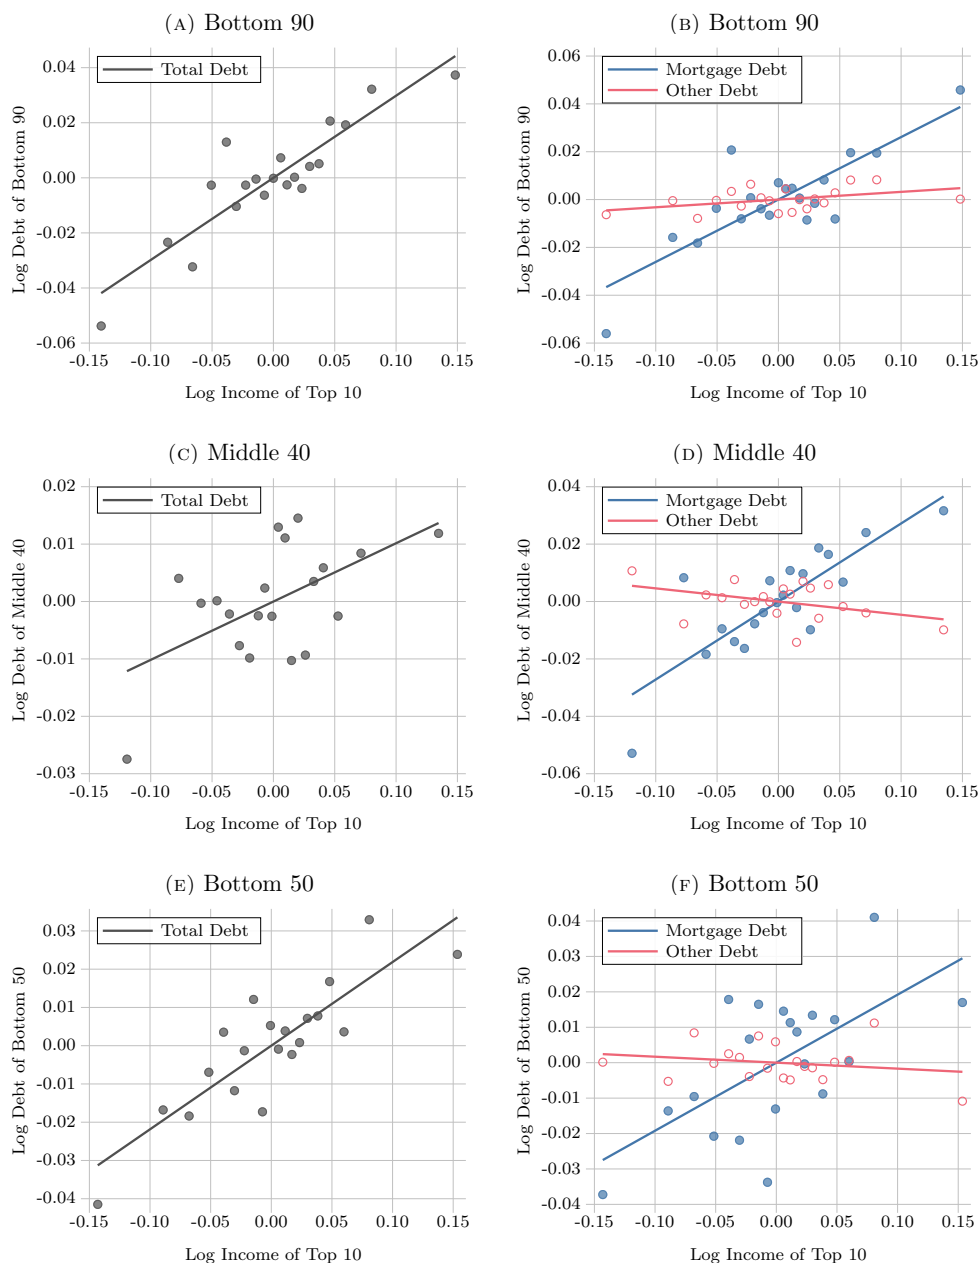 (A) Bottom 90
Total Debt
0.04
0.02
0.00
-0.02
-0.04
-0.06
-0.15 -0.10 -0.05 0.00 0.05 0.10 0.15
Log Debt of Bottom 90
Log Income of Top 10
(B) Bottom 90
Mortgage Debt
Other Debt
0.06
0.04
0.02
0.00
-0.02
-0.04
-0.06
-0.15 -0.10 -0.05 0.00 0.05 0.10 0.15
Log Debt of Bottom 90
Log Income of Top 10
(C) Middle 40
Total Debt
0.02
0.01
0.00
-0.01
-0.02
-0.03
-0.15 -0.10 -0.05 0.00 0.05 0.10 0.15
Log Debt of Middle 40
Log Income of Top 10
(D) Middle 40
Mortgage Debt
Other Debt
0.04
0.02
0.00
-0.02
-0.04
-0.06
-0.15 -0.10 -0.05 0.00 0.05 0.10 0.15
Log Debt of Middle 40
Log Income of Top 10
(E) Bottom 50
Total Debt
0.03
0.02
0.01
0.00
-0.01
-0.02
-0.03
-0.04
-0.15 -0.10 -0.05 0.00 0.05 0.10 0.15
Log Debt of Bottom 50
Log Income of Top 10
(F) Bottom 50
Mortgage Debt
Other Debt
0.04
0.03
0.02
0.01
0.00
-0.01
-0.02
-0.03
-0.04
-0.15 -0.10 -0.05 0.00 0.05 0.10 0.15
Log Debt of Bottom 50
Log Income of Top 10